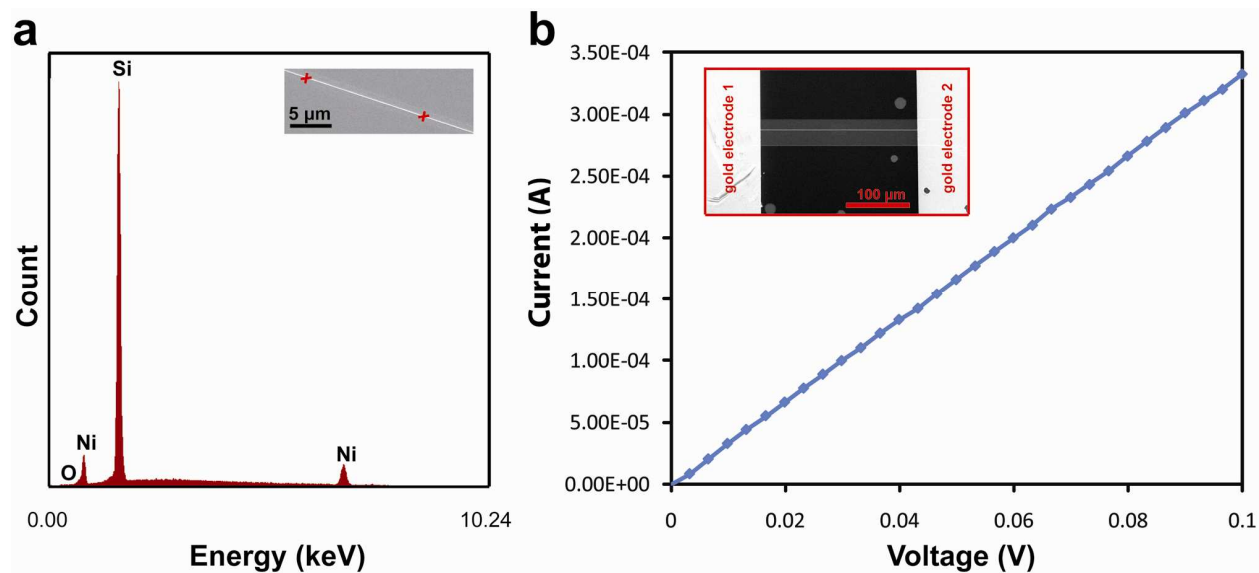 a
Si
5 µm
Ni
Ni
O
Count
0.00
10.24
Energy (keV)
b
3.50E-04
3.00E-04
2.50E-04
2.00E-04
1.50E-04
1.00E-04
5.00E-05
0.00E+00
Current (A)
gold electrode 1
gold electrode 2
100 µm
0
0.02
0.04
0.06
0.08
0.1
Voltage (V)